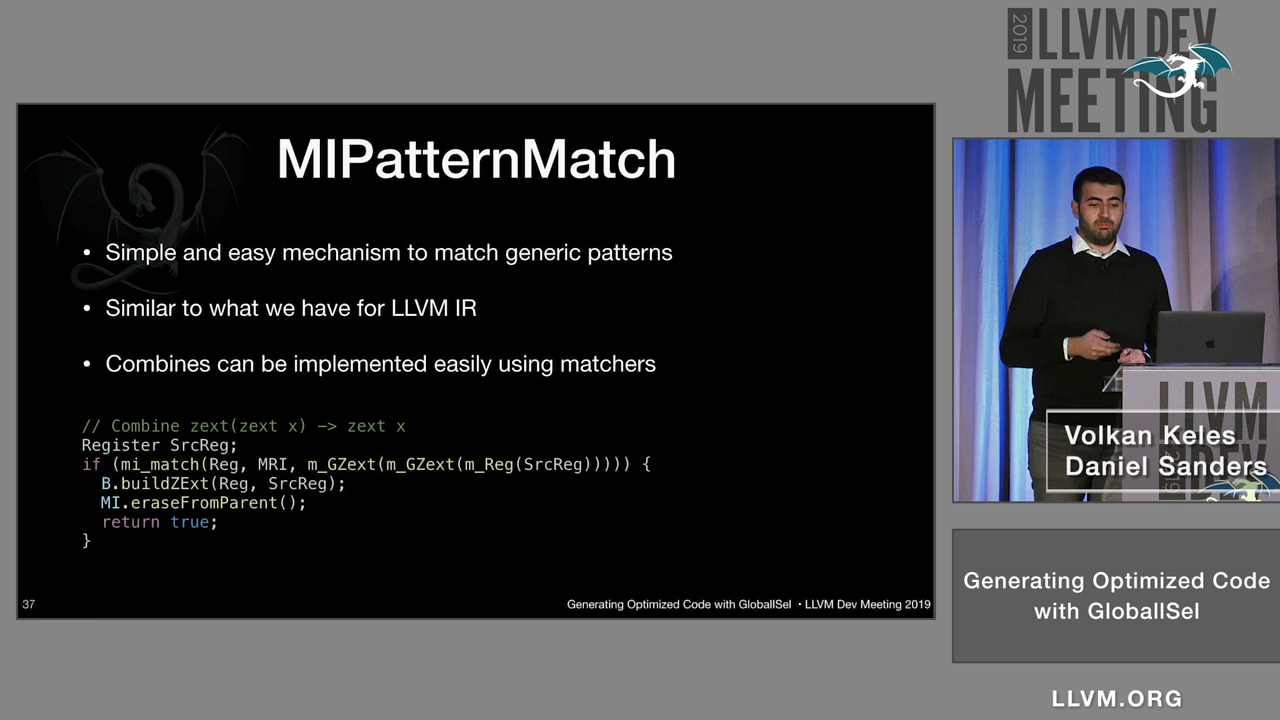 2019 LLVM DEV
MEETING
MIPatternMatch
• Simple and easy mechanism to match generic patterns
• Similar to what we have for LLVM IR
• Combines can be implemented easily using matchers
// Combine zext(zext x) −> zext x
Register SrcReg;
if (mi_match(Reg, MRI, m_GZext(m_GZext(m_Reg(SrcReg))))) {
B.buildZExt(Reg, SrcReg);
MI.eraseFromParent();
return true;
}
37
Generating Optimized Code with GlobalISel • LLVM Dev Meeting 2019
LLVM
Volkan Keles
Daniel Sanders
Generating Optimized Code
with GlobalISel
LLVM.ORG